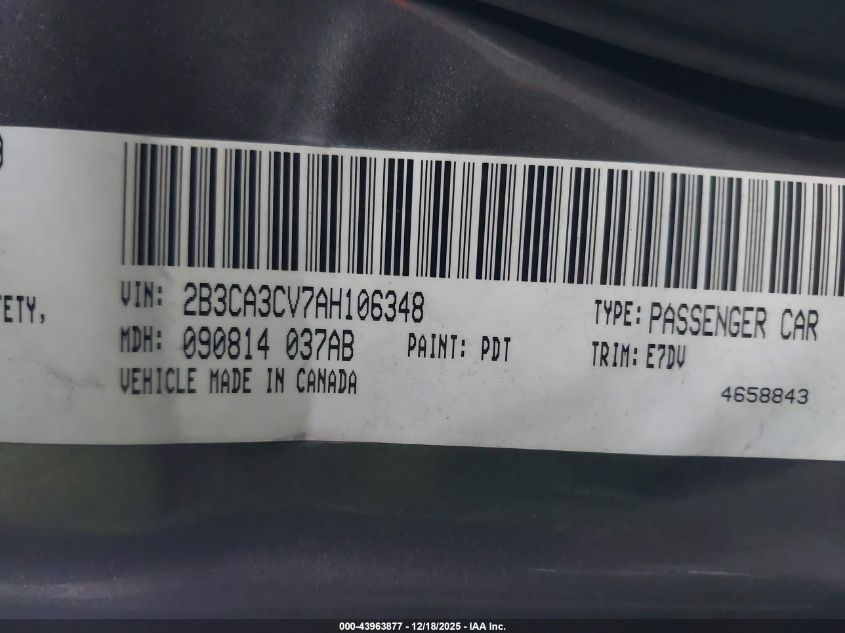 FETY,
VIN: 2B3CA3CV7AH106348
TYPE: PASSENGER CAR
MDH: 090814 037AB
PAINT: PDT
TRIM: E7DV
VEHICLE MADE IN CANADA
4658843
000-43963877 - 12/18/2025 - IAA Inc.